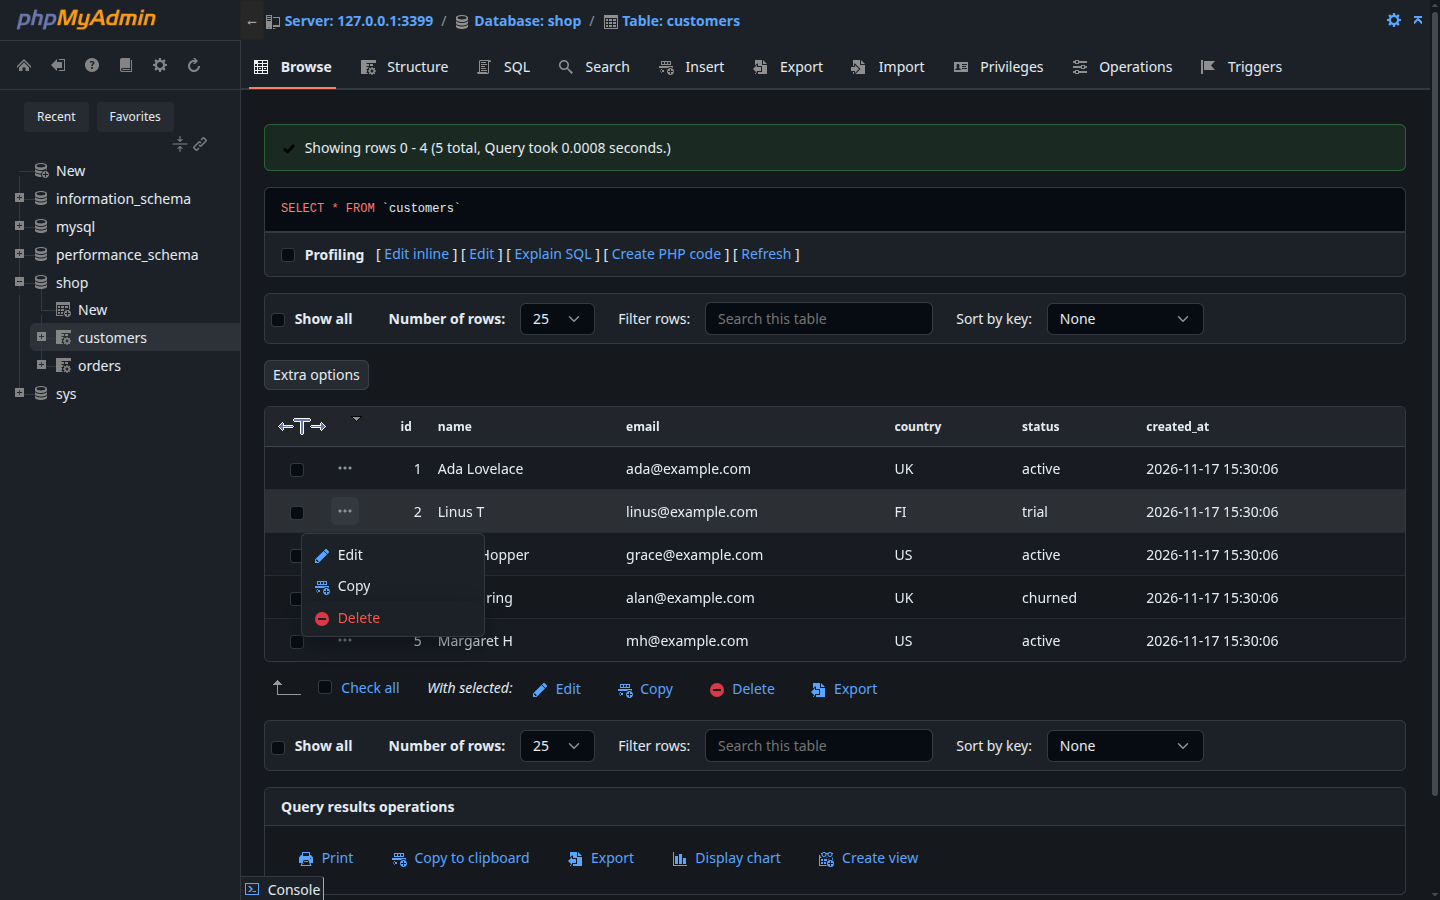 phpMyAdmin
Recent
Favorites
New
information_schema
mysql
performance_schema
shop
New
customers
orders
sys
Server: 127.0.0.1:3399 / Database: shop / Table: customers
Browse Structure SQL Search Insert Export Import Privileges Operations Triggers
Showing rows 0 - 4 (5 total, Query took 0.0008 seconds.)
SELECT * FROM `customers`
Profiling [ Edit inline ] [ Edit ] [ Explain SQL ] [ Create PHP code ] [ Refresh ]
Show all Number of rows: 25 Filter rows: Search this table Sort by key: None
Extra options
id name email country status created_at
1 Ada Lovelace ada@example.com UK active 2026-11-17 15:30:06
2 Linus T linus@example.com FI trial 2026-11-17 15:30:06
Hopper grace@example.com US active 2026-11-17 15:30:06
ring alan@example.com UK churned 2026-11-17 15:30:06
5 Margaret H mh@example.com US active 2026-11-17 15:30:06
Edit
Copy
Delete
Check all With selected: Edit Copy Delete Export
Show all Number of rows: 25 Filter rows: Search this table Sort by key: None
Query results operations
Print Copy to clipboard Export Display chart Create view
Console